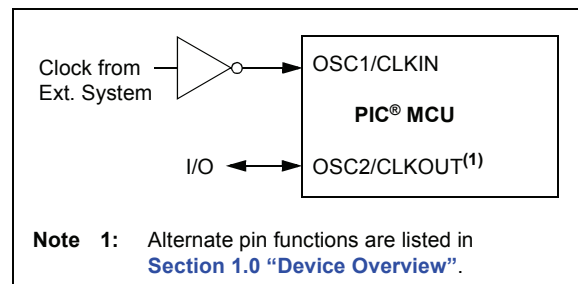 Clock from
Ext. System
OSC1/CLKIN
PIC® MCU
I/O
OSC2/CLKOUT(1)
Note 1: Alternate pin functions are listed in
Section 1.0 “Device Overview”.